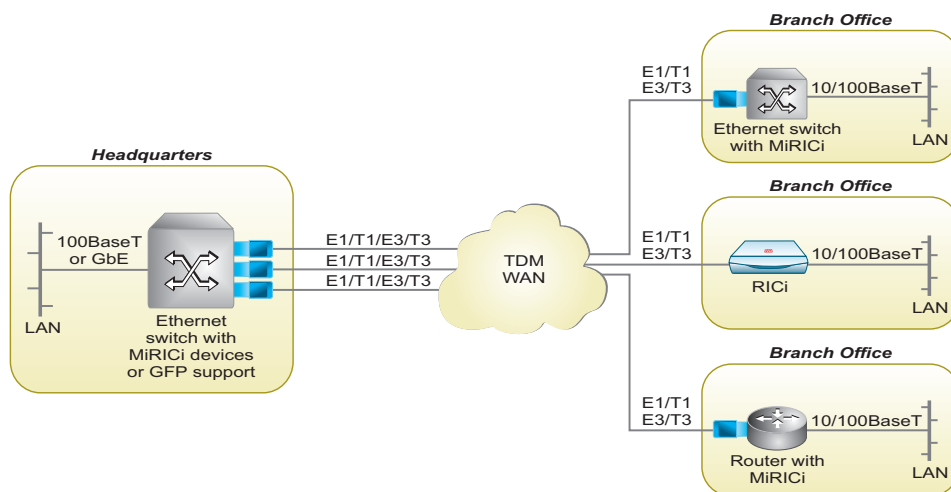 Headquarters
100BaseT
or GbE
LAN
Ethernet
switch with
MiRICi devices
or GFP support
E1/T1/E3/T3
E1/T1/E3/T3
E1/T1/E3/T3
TDM
WAN
Branch Office
E1/T1
E3/T3
10/100BaseT
Ethernet switch
with MiRICi
LAN
Branch Office
E1/T1
E3/T3
10/100BaseT
RICi
LAN
Branch Office
E1/T1
E3/T3
10/100BaseT
Router with
MiRICi
LAN